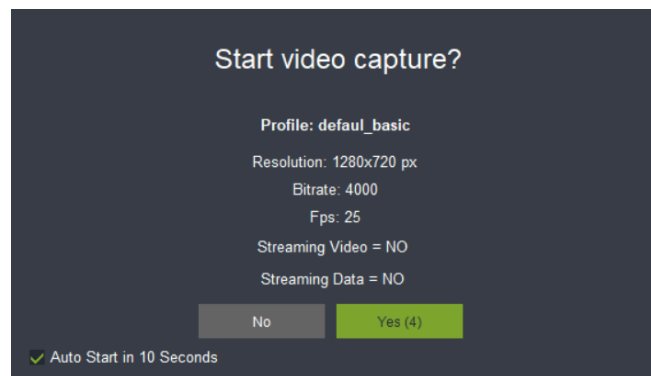 Start video capture?
Profile: defaul_basic
Resolution: 1280x720 px
Bitrate: 4000
Fps: 25
Streaming Video = NO
Streaming Data = NO
No Yes (4)
Auto Start in 10 Seconds